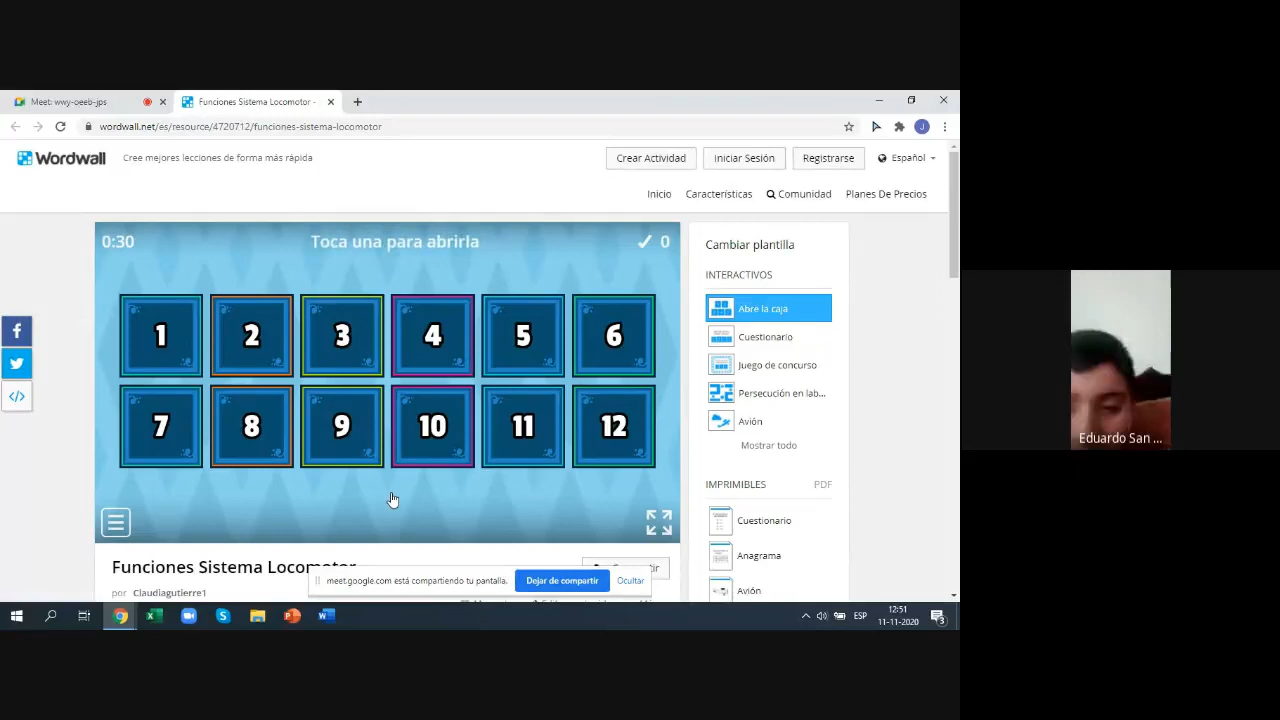 Meet: wwy-oeeb-jps
Funciones Sistema Locomotor -
wordwall.net/es/resource/4720712/funciones-sistema-locomotor
J
Wordwall
Cree mejores lecciones de forma más rápida
Crear Actividad
Iniciar Sesión
Registrarse
Español
Inicio
Características
Comunidad
Planes De Precios
0:30
Toca una para abrirla
0
1
2
3
4
5
6
7
8
9
10
11
12
Cambiar plantilla
INTERACTIVOS
Abre la caja
Cuestionario
Juego de concurso
Persecución en lab...
Avión
Mostrar todo
IMPRIMIBLES
PDF
Cuestionario
Anagrama
Avión
Funciones Sistema Locomotor
por Claudiagutierre1
meet.google.com está compartiendo tu pantalla.
Dejar de compartir
Ocultar
ESP
12:51
11-11-2020
3
Eduardo San ...